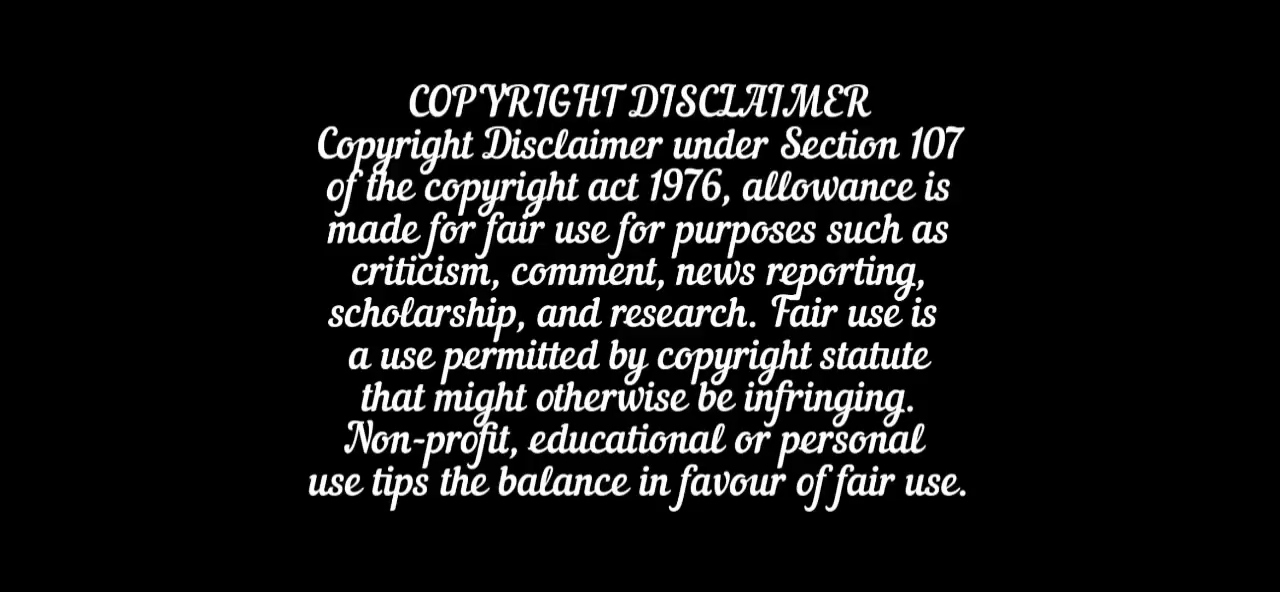 COPYRIGHT DISCLAIMER
Copyright Disclaimer under Section 107
of the copyright act 1976, allowance is
made for fair use for purposes such as
criticism, comment, news reporting,
scholarship, and research. Fair use is
a use permitted by copyright statute
that might otherwise be infringing.
Non-profit, educational or personal
use tips the balance in favour of fair use.